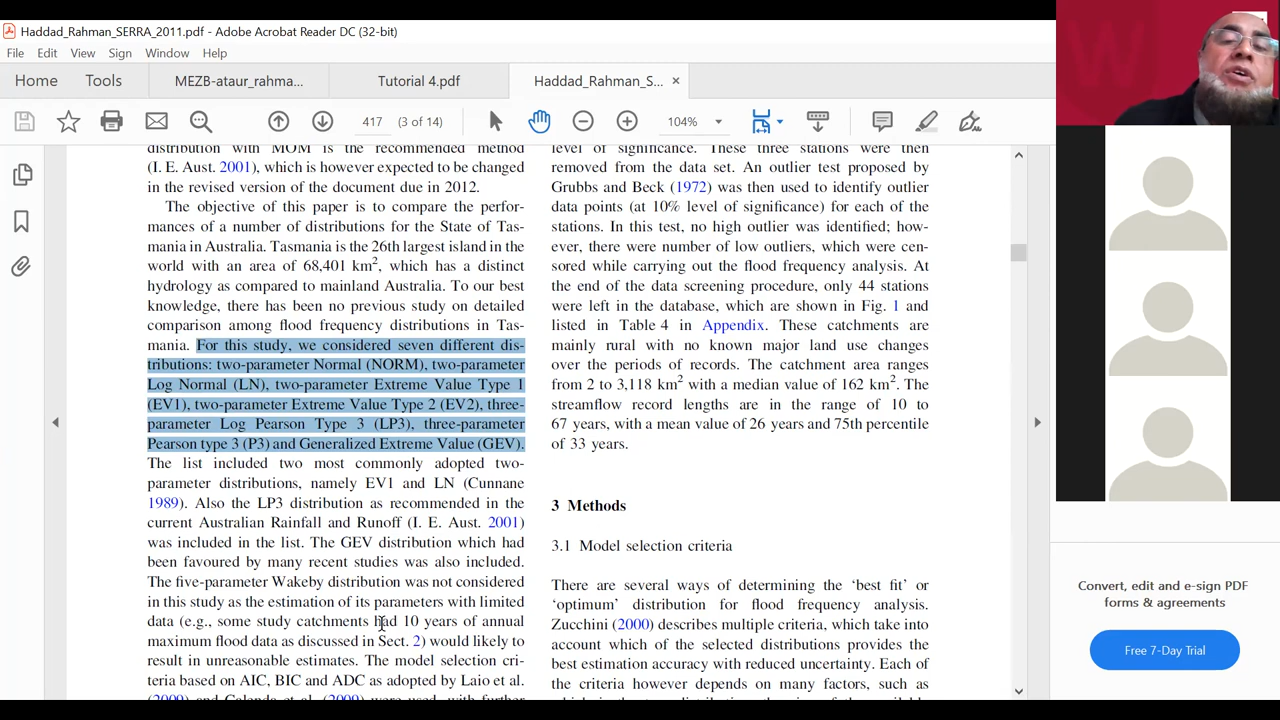 Haddad_Rahman_SERRA_2011.pdf - Adobe Acrobat Reader DC (32-bit)
File Edit View Sign Window Help
Home Tools MEZB-ataur_rahma... Tutorial 4.pdf Haddad_Rahman_S... ×
417 (3 of 14) 104%
distribution with MOM is the recommended method
(I. E. Aust. 2001), which is however expected to be changed
in the revised version of the document due in 2012.
The objective of this paper is to compare the perfor-
mances of a number of distributions for the State of Tas-
mania in Australia. Tasmania is the 26th largest island in the
world with an area of 68,401 km2, which has a distinct
hydrology as compared to mainland Australia. To our best
knowledge, there has been no previous study on detailed
comparison among flood frequency distributions in Tas-
mania. For this study, we considered seven different dis-
tributions: two-parameter Normal (NORM), two-parameter
Log Normal (LN), two-parameter Extreme Value Type 1
(EV1), two-parameter Extreme Value Type 2 (EV2), three-
parameter Log Pearson Type 3 (LP3), three-parameter
Pearson type 3 (P3) and Generalized Extreme Value (GEV).
The list included two most commonly adopted two-
parameter distributions, namely EV1 and LN (Cunnane
1989). Also the LP3 distribution as recommended in the
current Australian Rainfall and Runoff (I. E. Aust. 2001)
was included in the list. The GEV distribution which had
been favoured by many recent studies was also included.
The five-parameter Wakeby distribution was not considered
in this study as the estimation of its parameters with limited
data (e.g., some study catchments had 10 years of annual
maximum flood data as discussed in Sect. 2) would likely to
result in unreasonable estimates. The model selection cri-
teria based on AIC, BIC and ADC as adopted by Laio et al.
(2009) and Calenda et al. (2009) were used, with further
level of significance. These three stations were then
removed from the data set. An outlier test proposed by
Grubbs and Beck (1972) was then used to identify outlier
data points (at 10% level of significance) for each of the
stations. In this test, no high outlier was identified; how-
ever, there were number of low outliers, which were cen-
sored while carrying out the flood frequency analysis. At
the end of the data screening procedure, only 44 stations
were left in the database, which are shown in Fig. 1 and
listed in Table 4 in Appendix. These catchments are
mainly rural with no known major land use changes
over the periods of records. The catchment area ranges
from 2 to 3,118 km2 with a median value of 162 km2. The
streamflow record lengths are in the range of 10 to
67 years, with a mean value of 26 years and 75th percentile
of 33 years.
3 Methods
3.1 Model selection criteria
There are several ways of determining the 'best fit' or
'optimum' distribution for flood frequency analysis.
Zucchini (2000) describes multiple criteria, which take into
account which of the selected distributions provides the
best estimation accuracy with reduced uncertainty. Each of
the criteria however depends on many factors, such as
Convert, edit and e-sign PDF
forms & agreements
Free 7-Day Trial